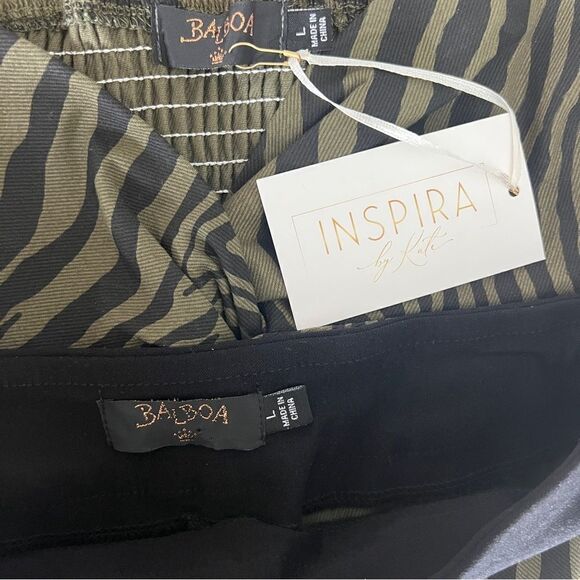 BALBOA
L
MADE IN
CHINA
INSPIRA
by Kate
BALBOA
L
MADE IN
CHINA